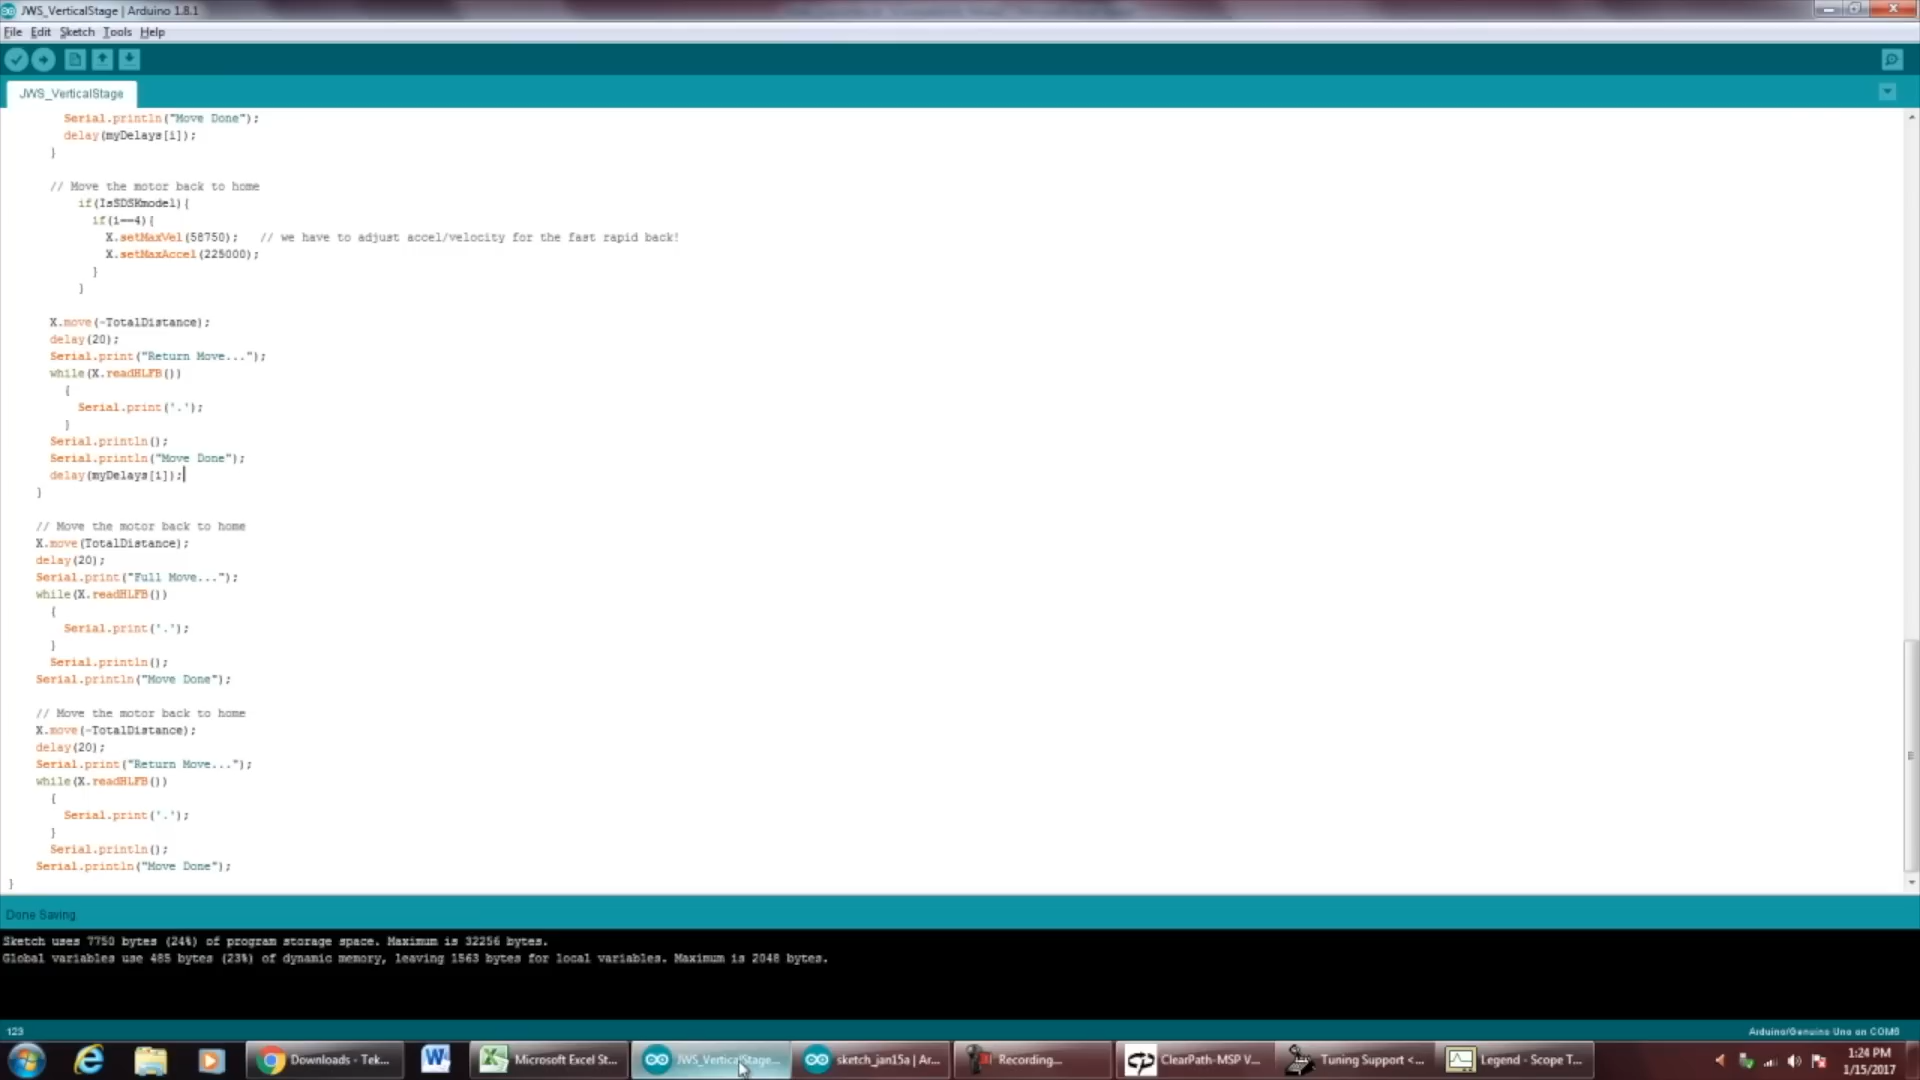 JWS_VerticalStage | Arduino 1.8.1
File Edit Sketch Tools Help
JWS_VerticalStage
Serial.println("Move Done");
delay(myDelays[i]);
}
// Move the motor back to home
if(IsSDSKmodel){
if(i==4){
X.setMaxVel(58750); // we have to adjust accel/velocity for the fast rapid back!
X.setMaxAccel(225000);
}
}
X.move(-TotalDistance);
delay(20);
Serial.print("Return Move...");
while(X.readHLFB())
{
Serial.print('.');
}
Serial.println();
Serial.println("Move Done");
delay(myDelays[i]);
}
// Move the motor back to home
X.move(TotalDistance);
delay(20);
Serial.print("Full Move...");
while(X.readHLFB())
{
Serial.print('.');
}
Serial.println();
Serial.println("Move Done");
// Move the motor back to home
X.move(-TotalDistance);
delay(20);
Serial.print("Return Move...");
while(X.readHLFB())
{
Serial.print('.');
}
Serial.println();
Serial.println("Move Done");
}
Done Saving
Sketch uses 7750 bytes (24%) of program storage space. Maximum is 32256 bytes.
Global variables use 485 bytes (23%) of dynamic memory, leaving 1563 bytes for local variables. Maximum is 2048 bytes.
123 Arduino/Genuino Uno on COM6
Downloads - Tek... Microsoft Excel St... JWS_VerticalStage... sketch_jan15a | Ar... Recording... ClearPath-MSP V... Tuning Support <... Legend - Scope T... 1:24 PM
1/15/2017